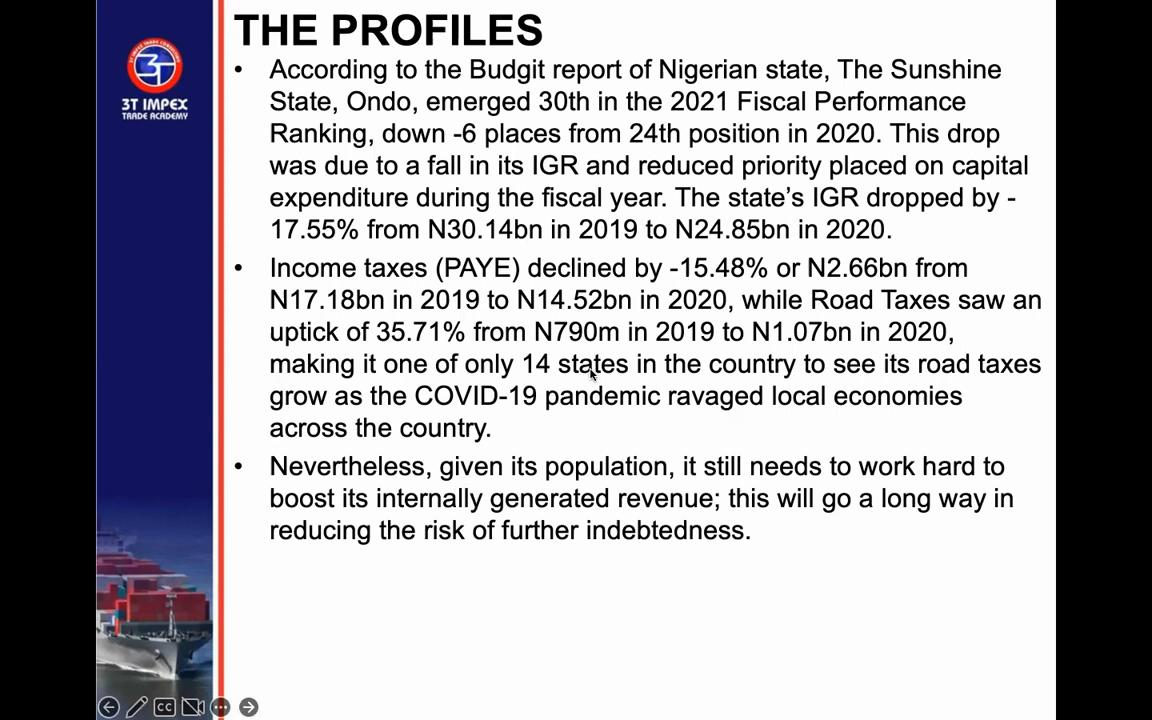 THE PROFILES
3T IMPEX TRADE CONSULTING
3T
3T IMPEX
TRADE ACADEMY
• According to the Budgit report of Nigerian state, The Sunshine
State, Ondo, emerged 30th in the 2021 Fiscal Performance
Ranking, down -6 places from 24th position in 2020. This drop
was due to a fall in its IGR and reduced priority placed on capital
expenditure during the fiscal year. The state’s IGR dropped by -
17.55% from N30.14bn in 2019 to N24.85bn in 2020.
• Income taxes (PAYE) declined by -15.48% or N2.66bn from
N17.18bn in 2019 to N14.52bn in 2020, while Road Taxes saw an
uptick of 35.71% from N790m in 2019 to N1.07bn in 2020,
making it one of only 14 states in the country to see its road taxes
grow as the COVID-19 pandemic ravaged local economies
across the country.
• Nevertheless, given its population, it still needs to work hard to
boost its internally generated revenue; this will go a long way in
reducing the risk of further indebtedness.
CC